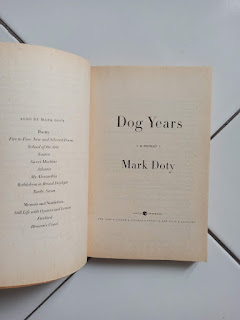 ALSO BY MARK DOTY
Poetry
Fire to Fire: New and Selected Poems
School of the Arts
Source
Sweet Machine
Atlantis
My Alexandria
Bethlehem in Broad Daylight
Turtle, Swan
Memoir and Nonfiction
Still Life with Oysters and Lemon
Firebird
Heaven's Coast
Dog Years
A MEMOIR
Mark Doty